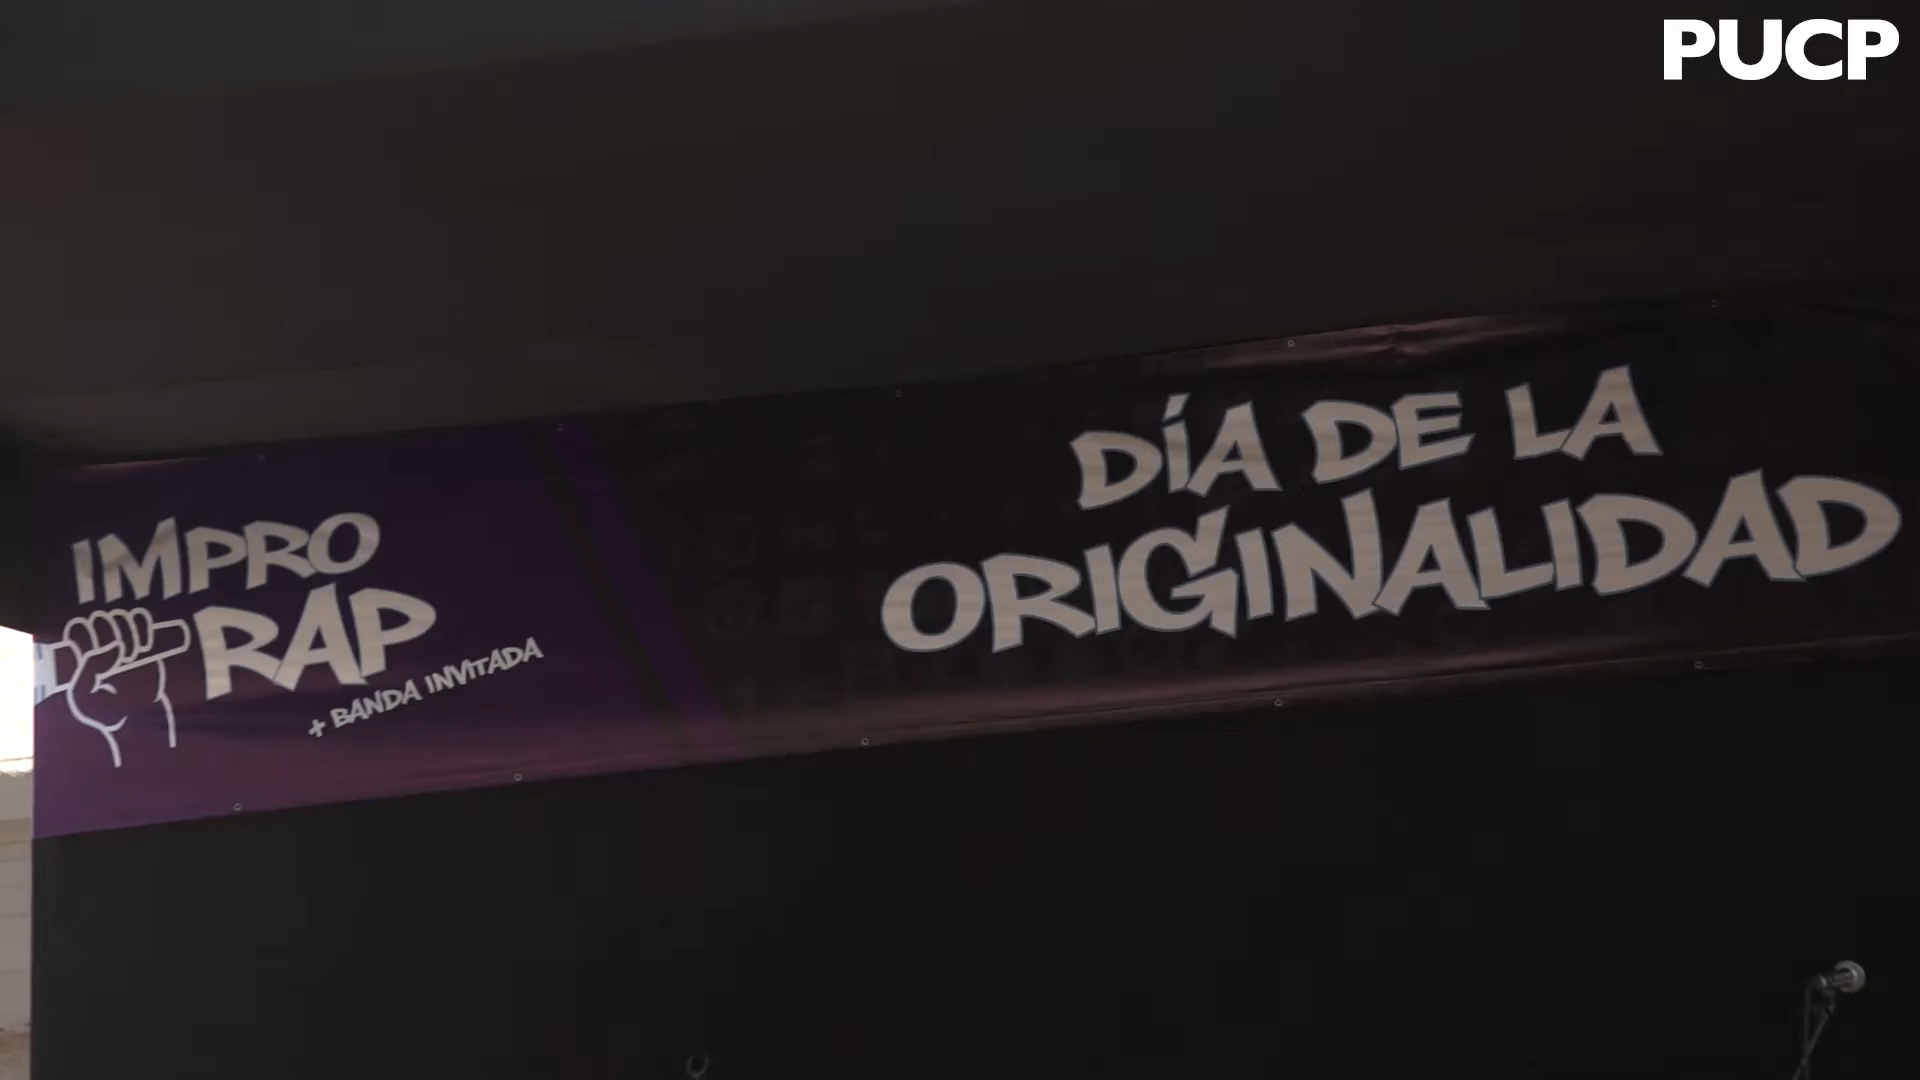 PUCP
IMPRO
RAP
+ BANDA INVITADA
DÍA DE LA
ORIGINALIDAD